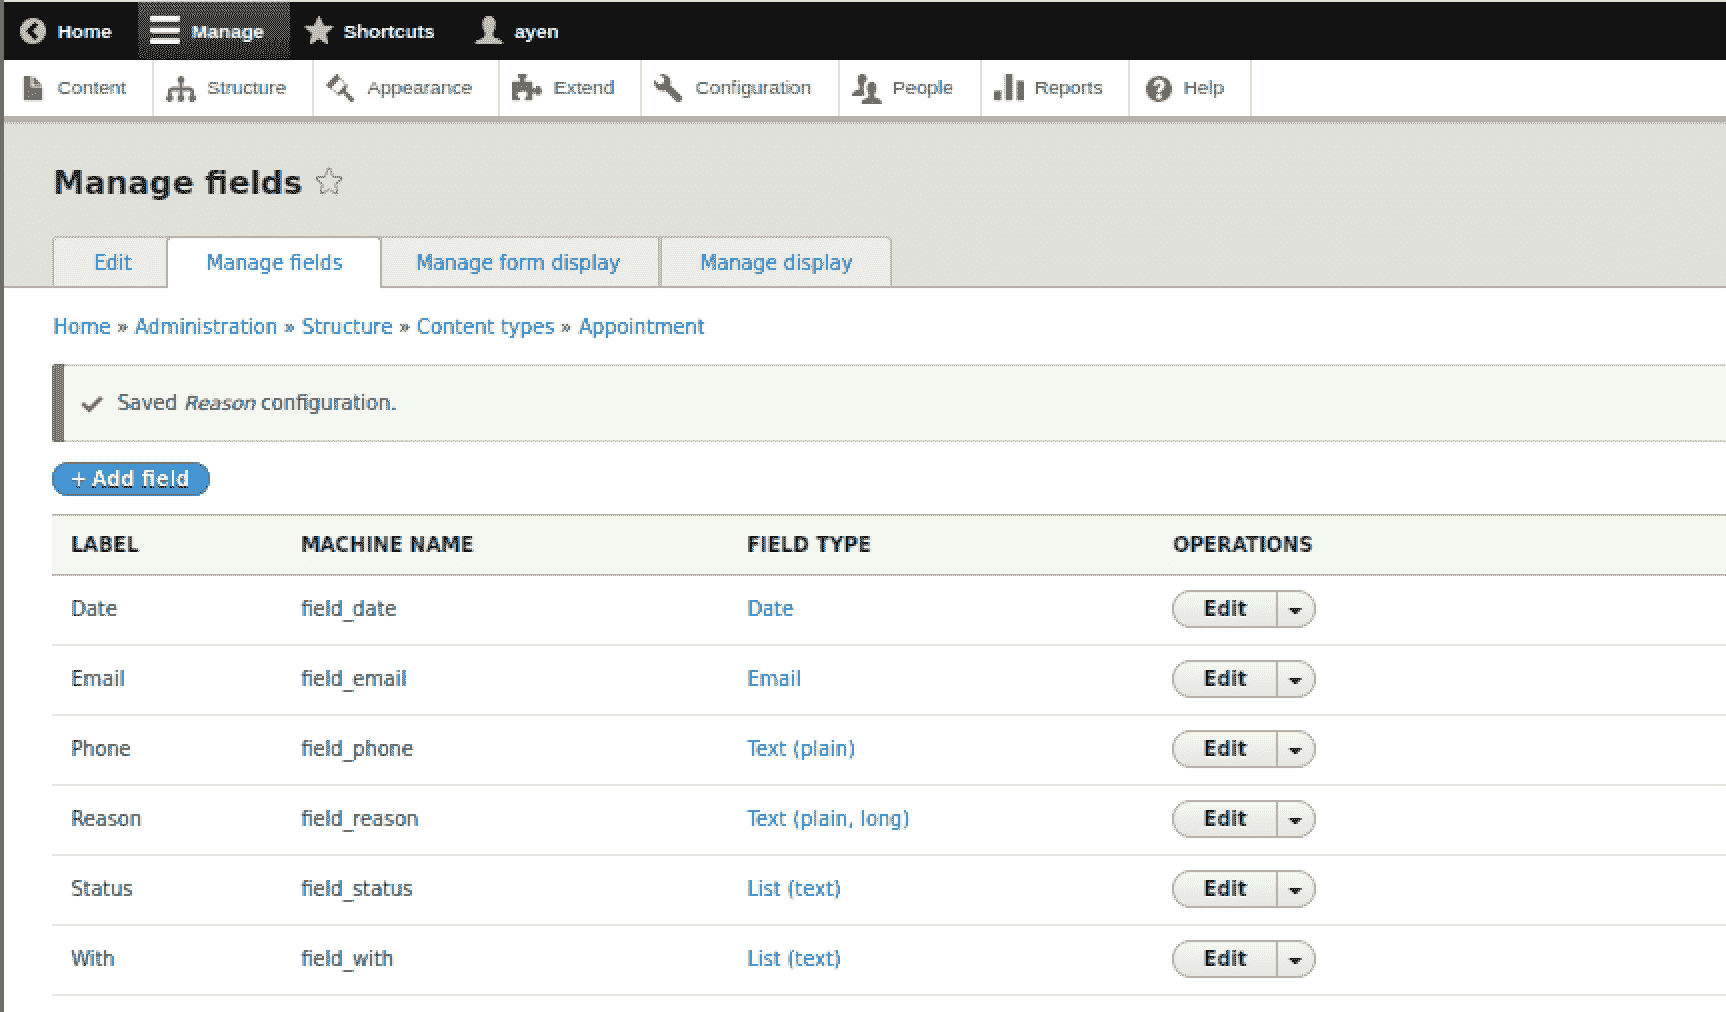 Home Manage Shortcuts ayen
Content Structure Appearance Extend Configuration People Reports Help
Manage fields
Edit Manage fields Manage form display Manage display
Home » Administration » Structure » Content types » Appointment
Saved Reason configuration.
+ Add field
LABEL MACHINE NAME FIELD TYPE OPERATIONS
Date field_date Date Edit
Email field_email Email Edit
Phone field_phone Text (plain) Edit
Reason field_reason Text (plain, long) Edit
Status field_status List (text) Edit
With field_with List (text) Edit